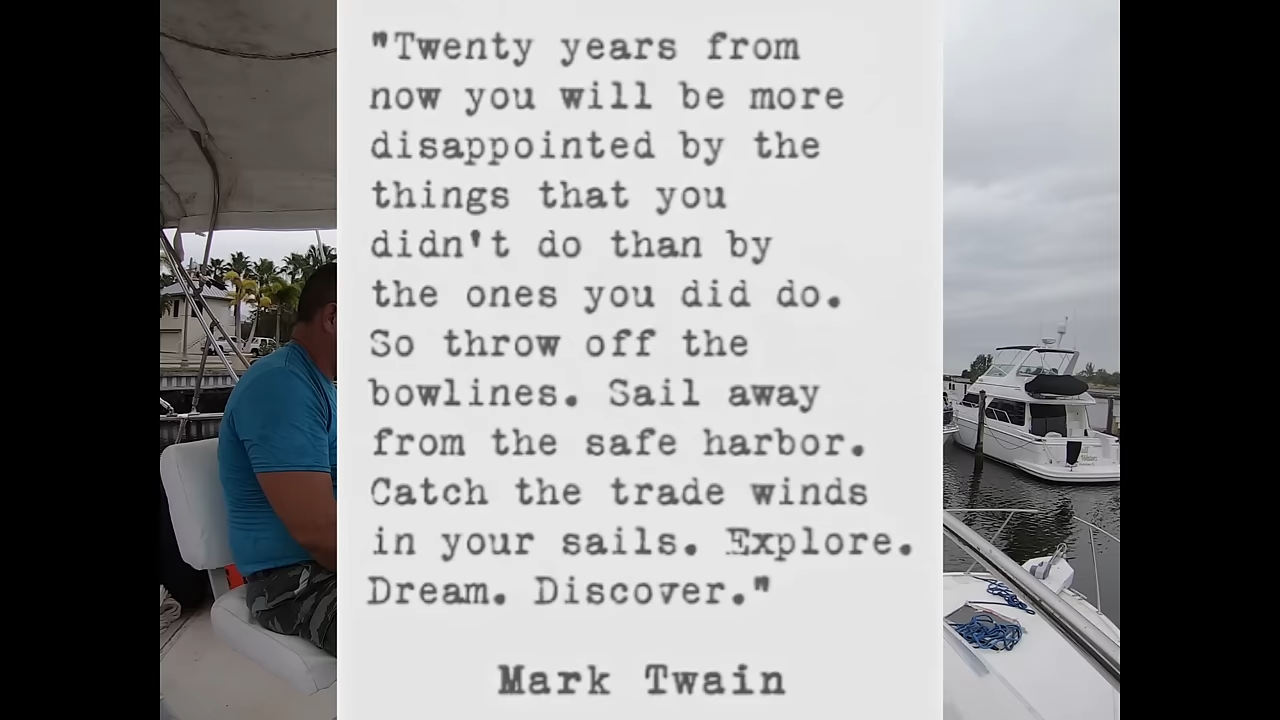 "Twenty years from
now you will be more
disappointed by the
things that you
didn't do than by
the ones you did do.
So throw off the
bowlines. Sail away
from the safe harbor.
Catch the trade winds
in your sails. Explore.
Dream. Discover."
Mark Twain